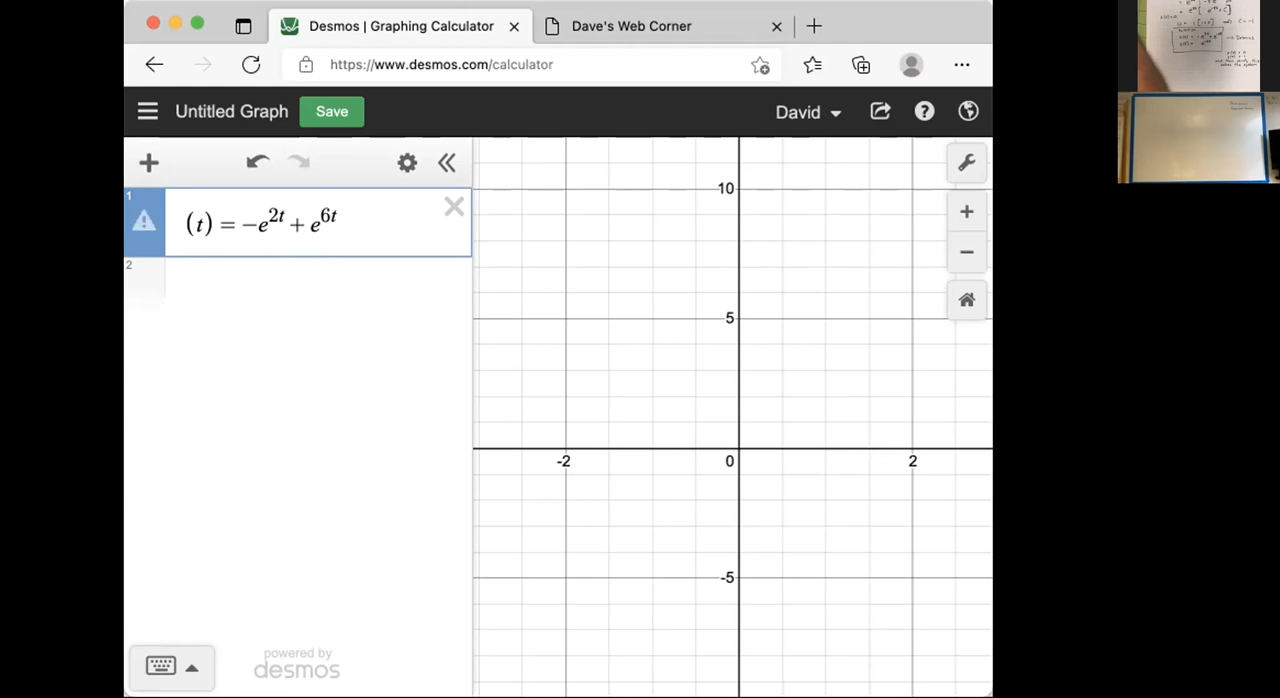 Desmos | Graphing Calculator
Dave's Web Corner
https://www.desmos.com/calculator
Untitled Graph
Save
David
1
(t) = −e^{2t} + e^{6t}
2
10
5
-2
0
2
-5
powered by
desmos